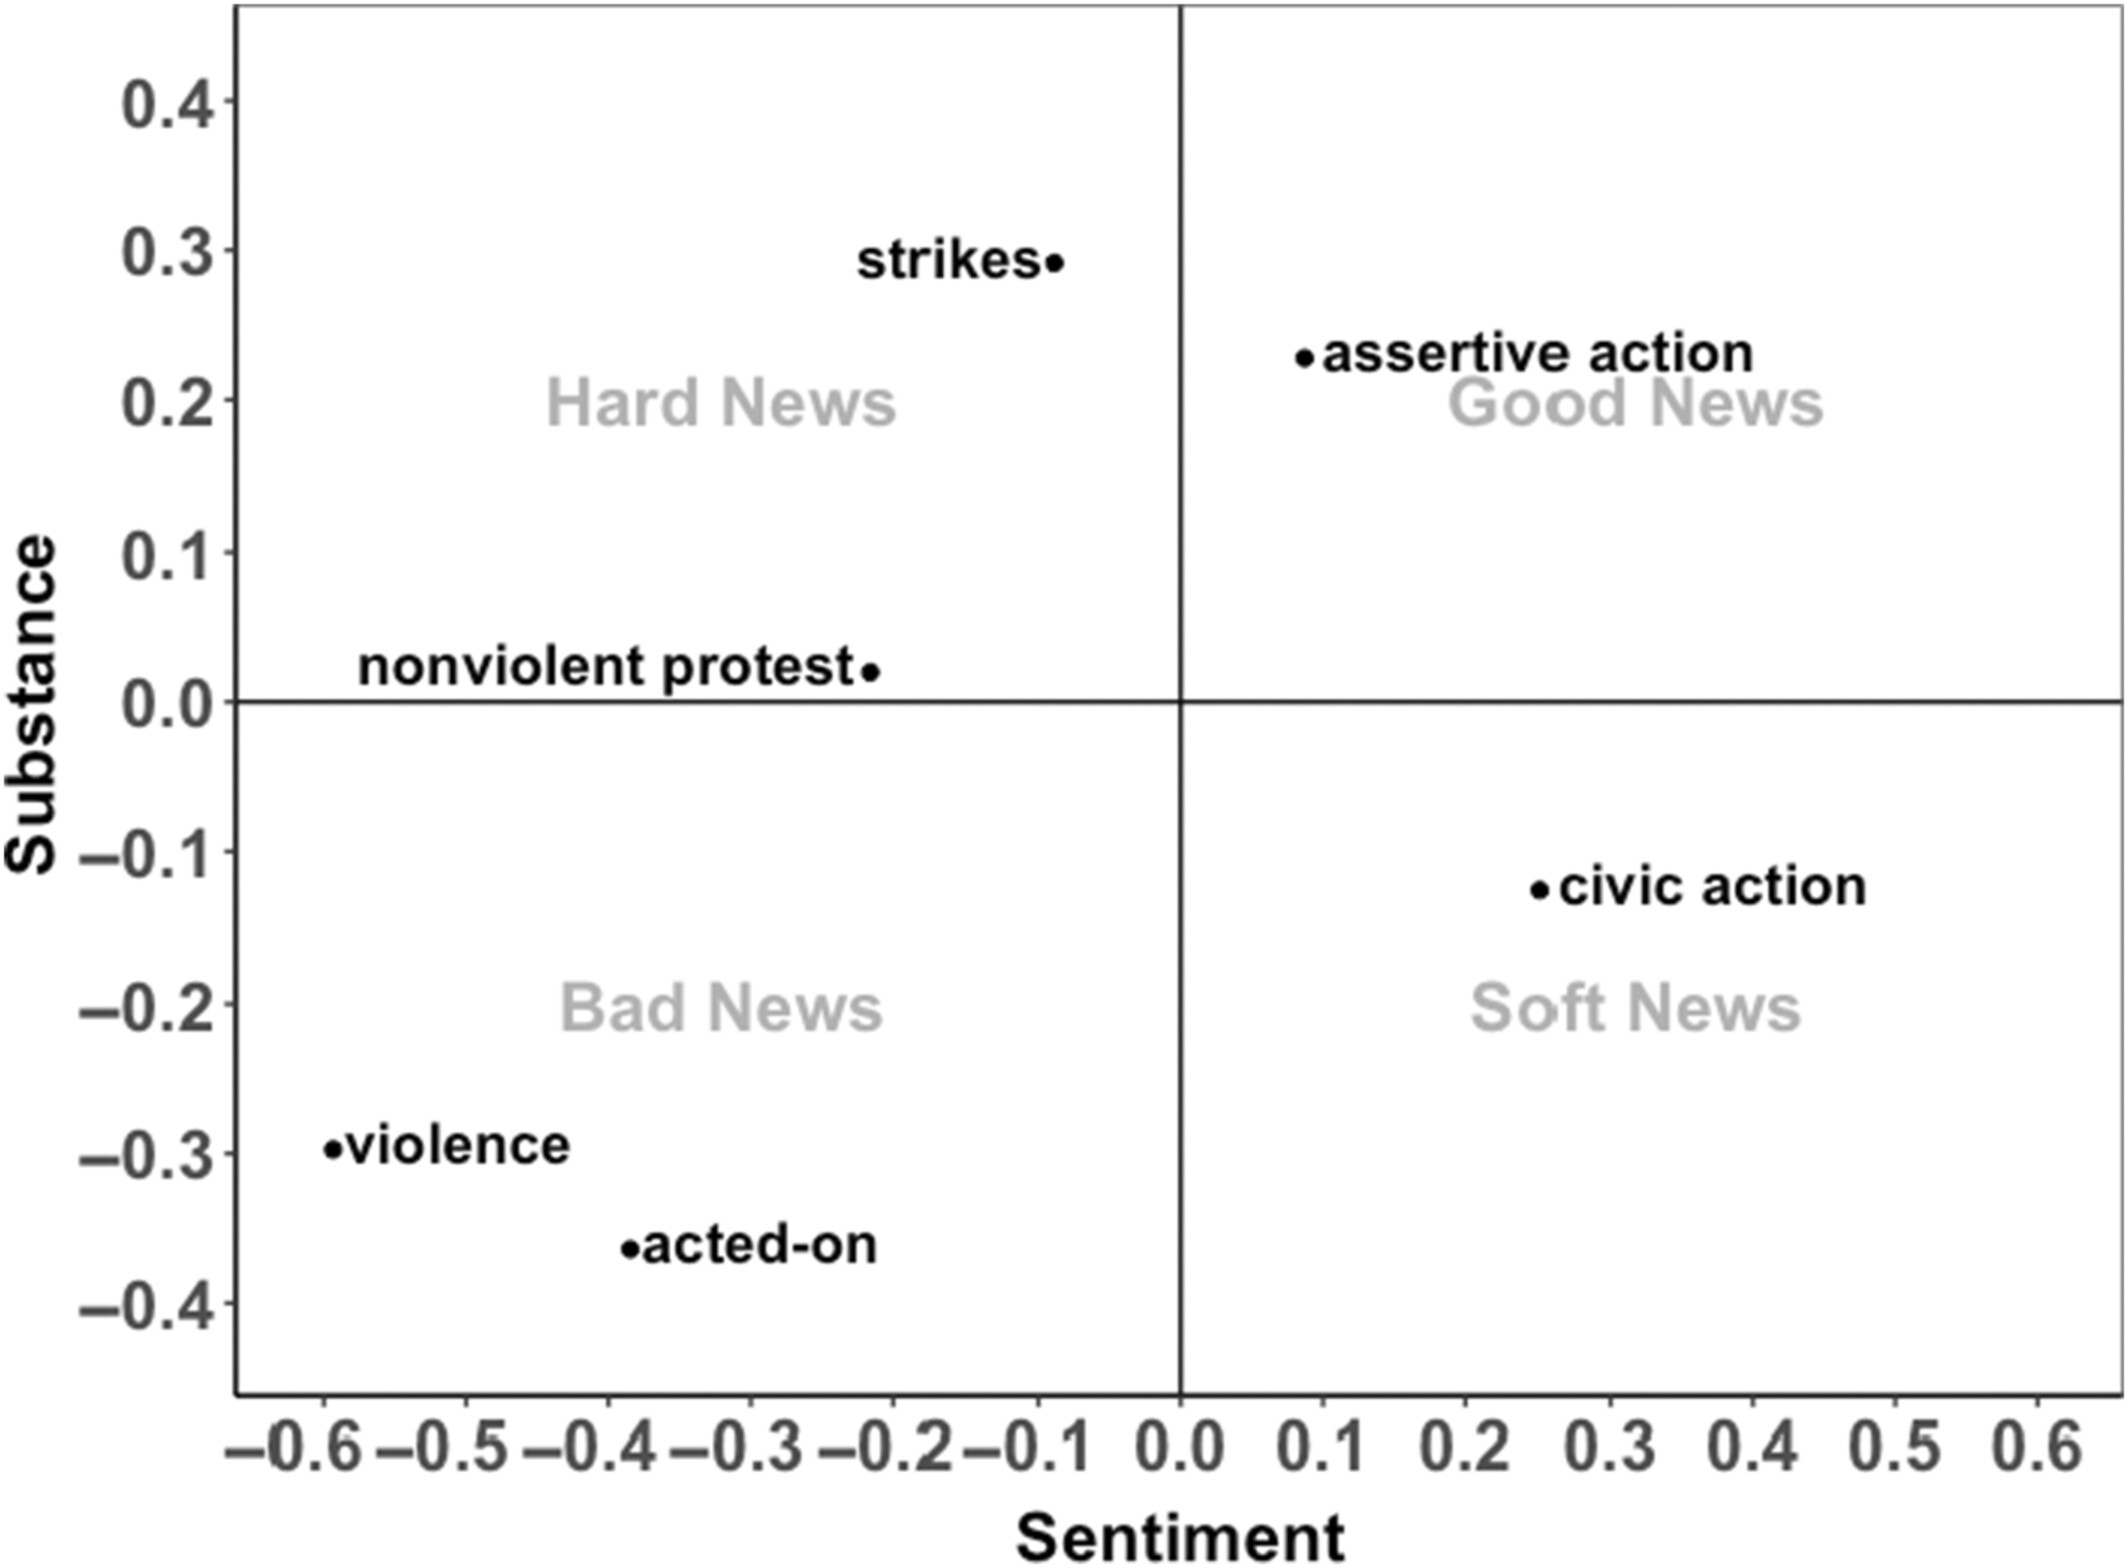 0.4
0.3
strikes
assertive action
0.2
Hard News
Good News
0.1
nonviolent protest
0.0
Substance
–0.1
civic action
–0.2
Bad News
Soft News
–0.3
violence
acted-on
–0.4
–0.6 –0.5 –0.4 –0.3 –0.2 –0.1 0.0 0.1 0.2 0.3 0.4 0.5 0.6
Sentiment